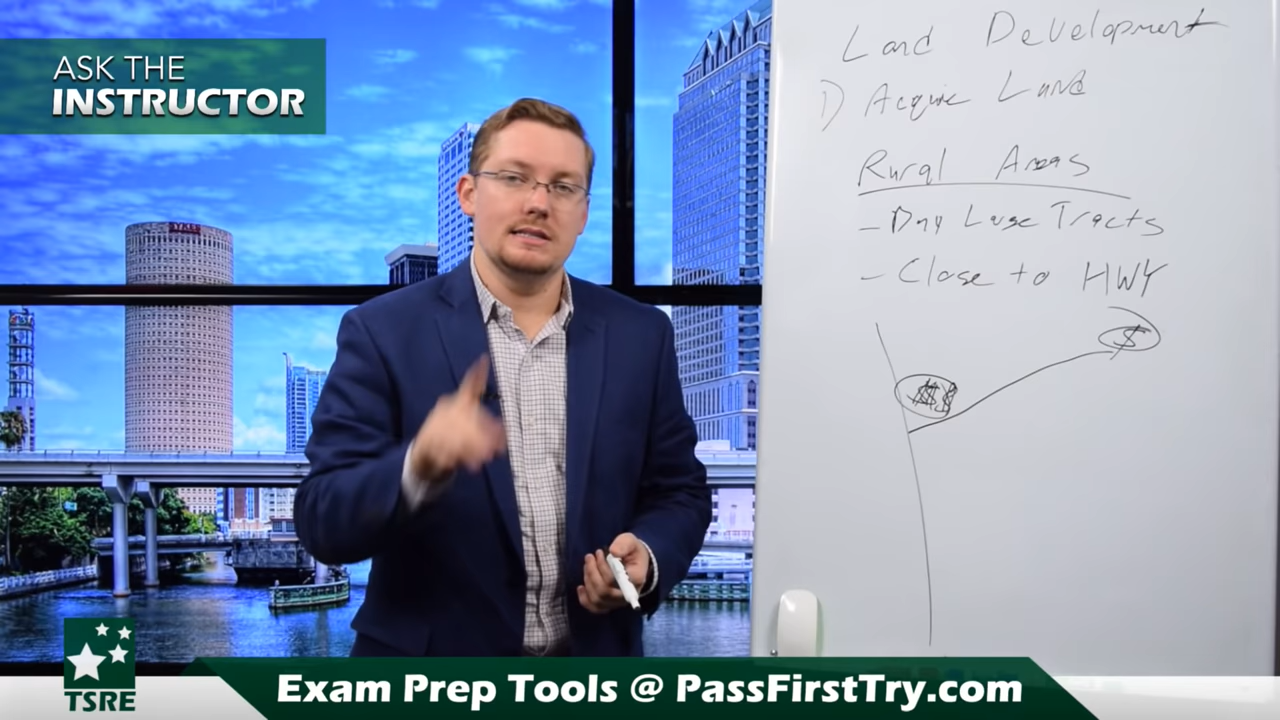 ASK THE
INSTRUCTOR
Land Development
1) Acquire Land
Rural Areas
- Large Tracts
- Close to HWY
$
$$
SYKES
TSRE
Exam Prep Tools @ PassFirstTry.com